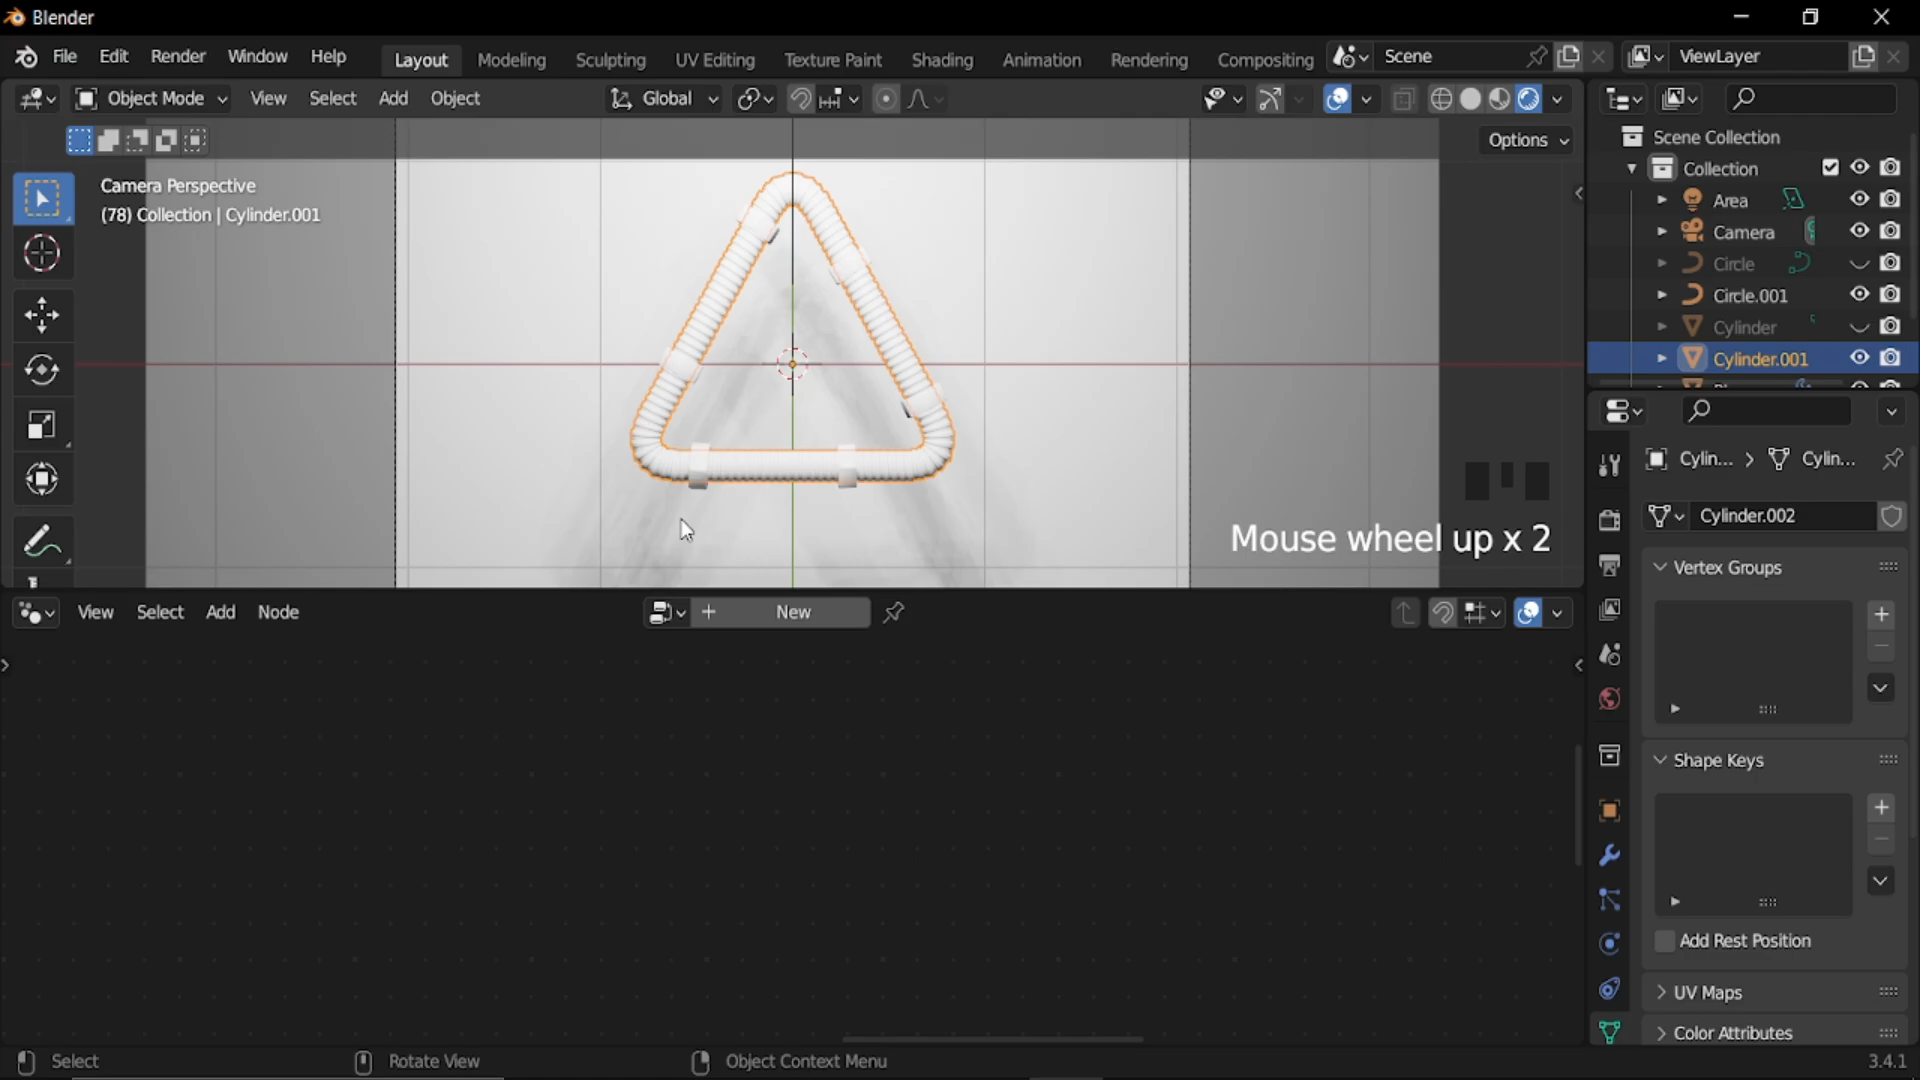 Blender
File Edit Render Window Help Layout Modeling Sculpting UV Editing Texture Paint Shading Animation Rendering Compositing Scene ViewLayer
Object Mode View Select Add Object Global
Options
Camera Perspective
(78) Collection | Cylinder.001
Scene Collection
Collection
Area
Camera
Circle
Circle.001
Cylinder
Cylinder.001
Cylin... Cylin...
Cylinder.002
Mouse wheel up x 2
Vertex Groups
View Select Add Node New
Shape Keys
Add Rest Position
UV Maps
Color Attributes
Select Rotate View Object Context Menu 3.4.1